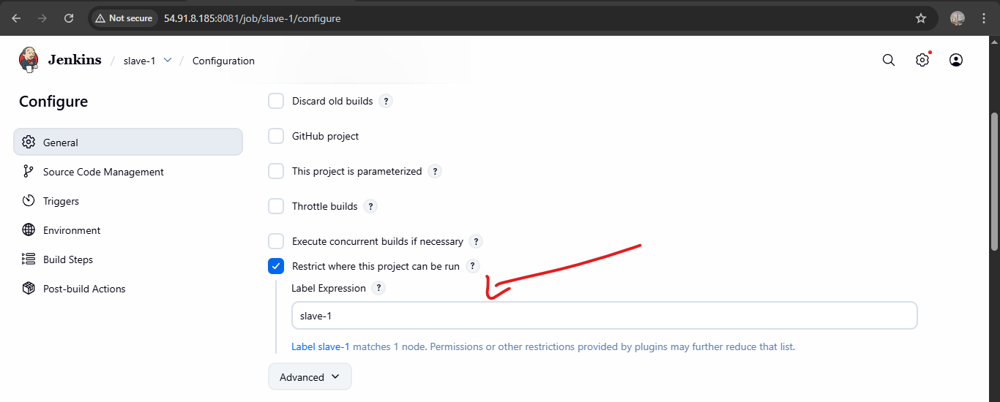 Not secure 54.91.8.185:8081/job/slave-1/configure
Jenkins / slave-1 / Configuration
Configure
General
Source Code Management
Triggers
Environment
Build Steps
Post-build Actions
Discard old builds ?
GitHub project
This project is parameterized ?
Throttle builds ?
Execute concurrent builds if necessary ?
Restrict where this project can be run ?
Label Expression ?
slave-1
Label slave-1 matches 1 node. Permissions or other restrictions provided by plugins may further reduce that list.
Advanced